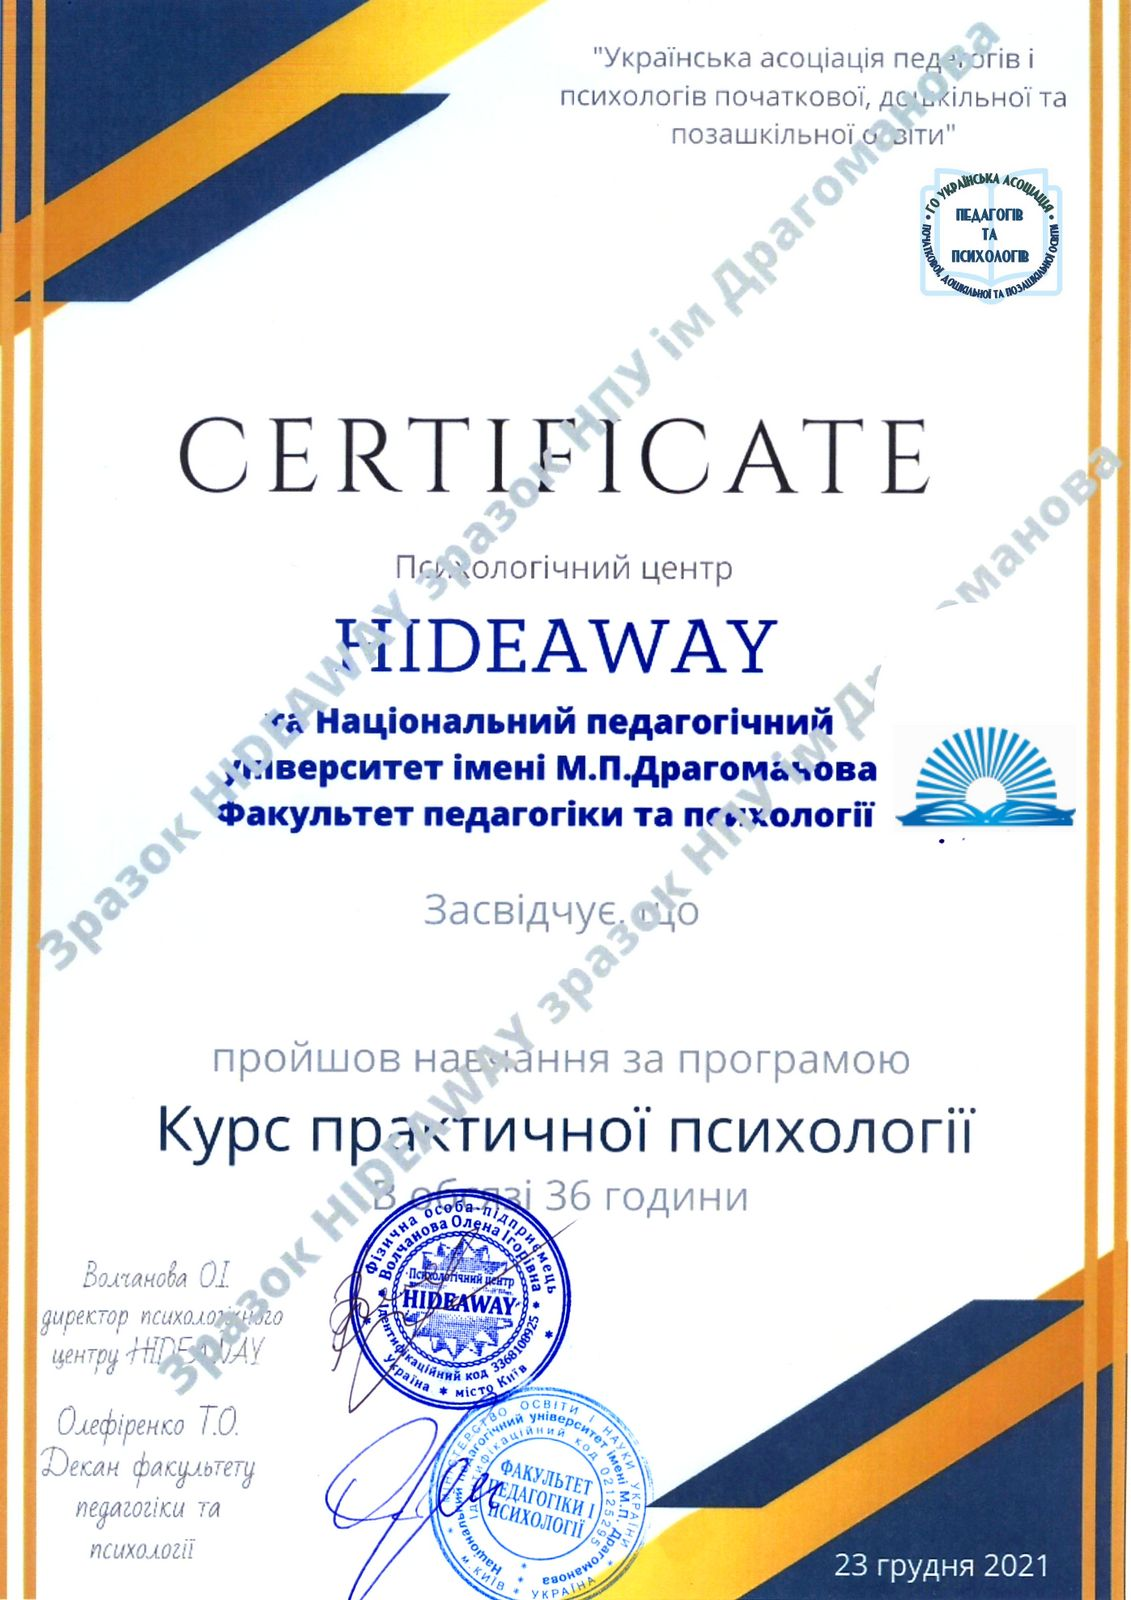 "Українська асоціація педагогів і
психологів початкової, дошкільної та
позашкільної освіти"
ГО УКРАЇНСЬКА АСОЦІАЦІЯ
ПЕДАГОГІВ
ТА
ПСИХОЛОГІВ
ПОЧАТКОВОЇ, ДОШКІЛЬНОЇ ТА ПОЗАШКІЛЬНОЇ ОСВІТИ
CERTIFICATE
Психологічний центр
HIDEAWAY
та Національний педагогічний
університет імені М.П.Драгоманова
Факультет педагогіки та психології
Засвідчує, що
пройшов навчання за програмою
Курс практичної психології
В обсязі 36 години
Зразок HIDEAWAY зразок НПУ ім Драгоманова
Зразок HIDEAWAY зразок НПУ ім Драгоманова
Волчанова О.І.
директор психологічного
центру HIDEAWAY
Фізична особа-підприємець
Волчанова Олена Ігорівна
Психологічний центр
HIDEAWAY
ідентифікаційний код 3368108925
Україна * місто Київ
Олефіренко Т.О.
Декан факультету
педагогіки та
психології
МІНІСТЕРСТВО ОСВІТИ І НАУКИ УКРАЇНИ
Національний педагогічний університет імені М.П. Драгоманова
Ідентифікаційний код 02125295
ФАКУЛЬТЕТ
ПЕДАГОГІКИ І
ПСИХОЛОГІЇ
м.КИЇВ * УКРАЇНА
23 грудня 2021